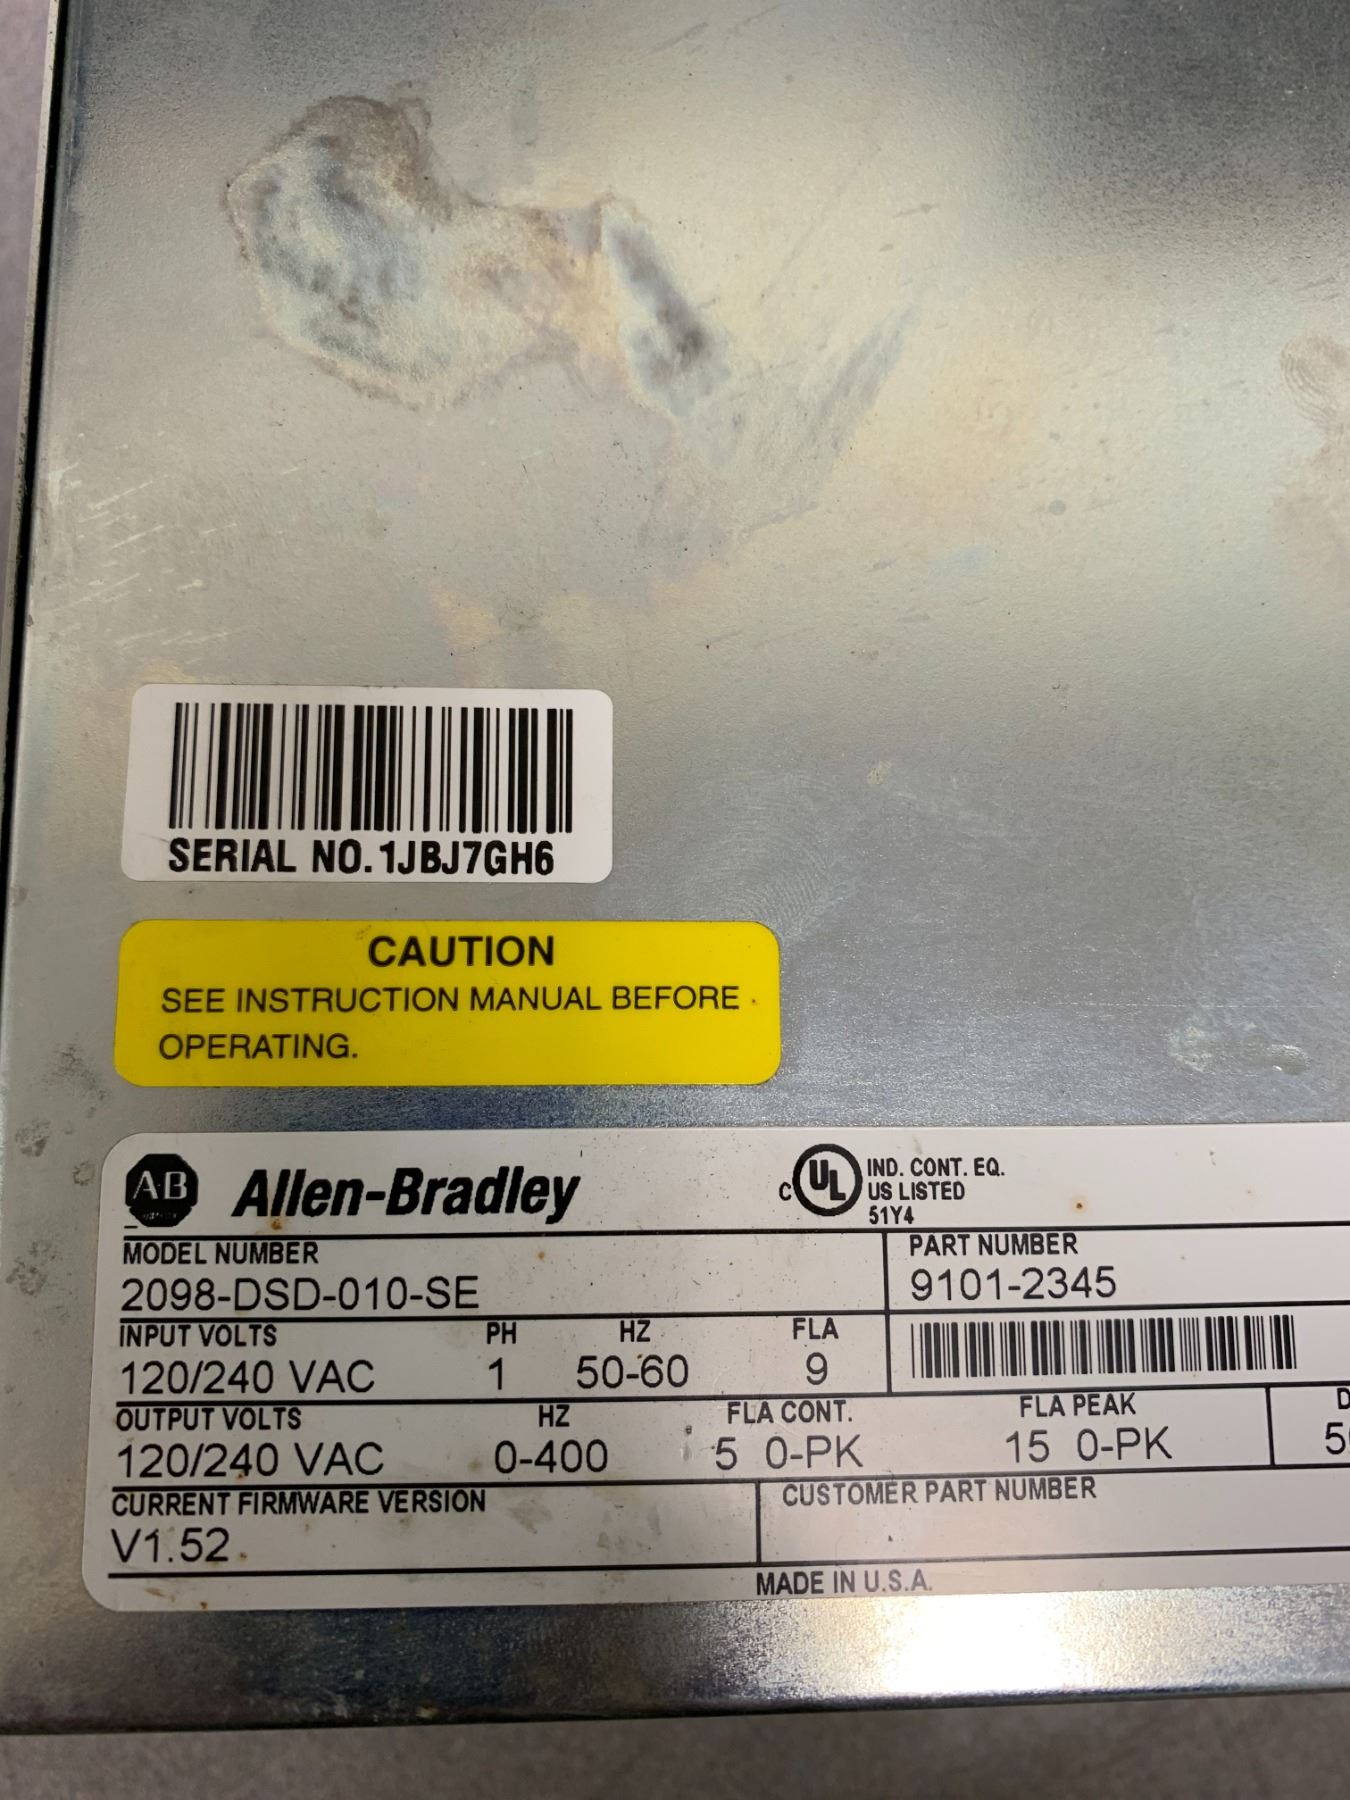 SERIAL NO. 1JBJ7GH6
CAUTION
SEE INSTRUCTION MANUAL BEFORE
OPERATING.
AB Allen-Bradley
C UL IND. CONT. EQ.
US LISTED
51Y4
MODEL NUMBER
2098-DSD-010-SE
PART NUMBER
9101-2345
INPUT VOLTS PH HZ FLA
120/240 VAC 1 50-60 9
OUTPUT VOLTS HZ FLA CONT. FLA PEAK
120/240 VAC 0-400 5 0-PK 15 0-PK
CURRENT FIRMWARE VERSION
V1.52
CUSTOMER PART NUMBER
MADE IN U.S.A.